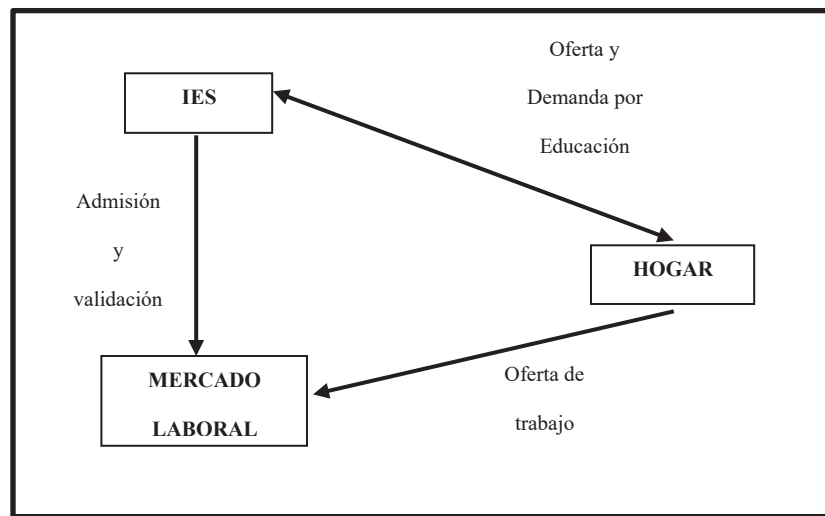 Oferta y
Demanda por
Educación
IES
Admisión
y
validación
HOGAR
MERCADO
LABORAL
Oferta de
trabajo